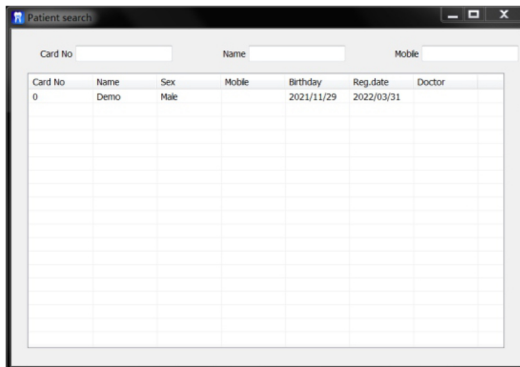 Patient search
Card No Name Mobile
Card No Name Sex Mobile Birthday Reg.date Doctor
0 Demo Male 2021/11/29 2022/03/31